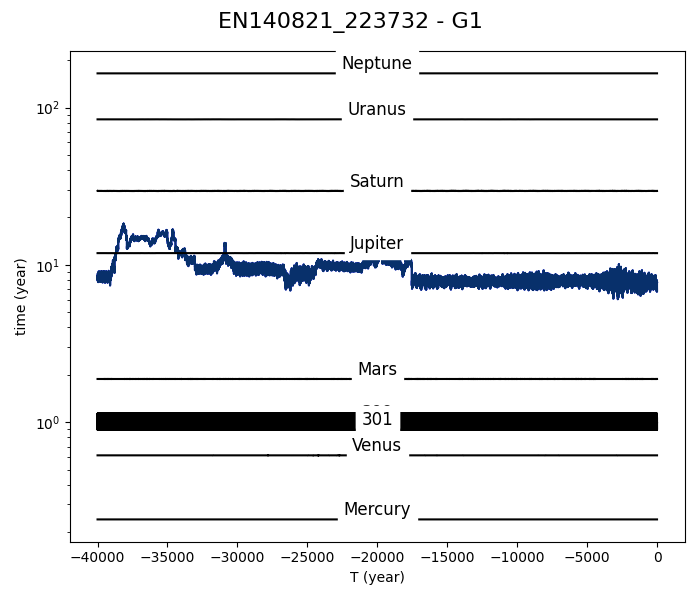 EN140821_223732 - G1
Neptune
10²
Uranus
Saturn
Jupiter
10¹
time (year)
Mars
301
10⁰
Venus
Mercury
−40000 −35000 −30000 −25000 −20000 −15000 −10000 −5000 0
T (year)